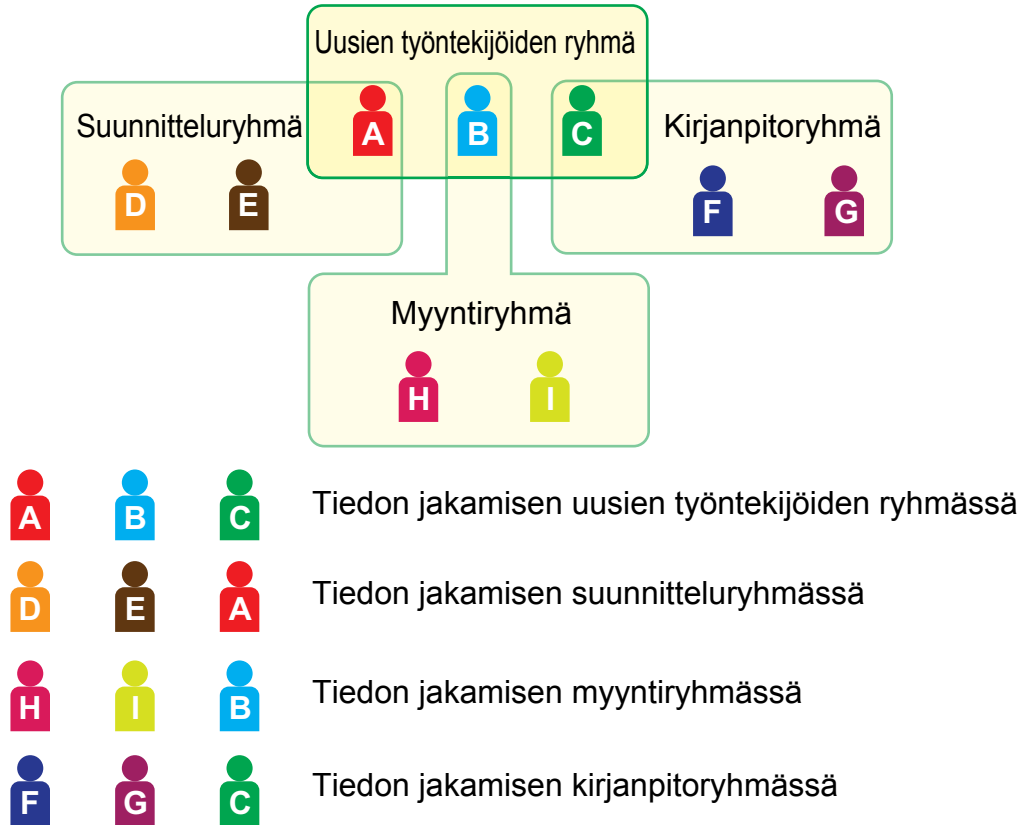 Uusien työntekijöiden ryhmä
Suunnitteluryhmä
A
B
C
Kirjanpitoryhmä
D
E
F
G
Myyntiryhmä
H
I
A B C Tiedon jakamisen uusien työntekijöiden ryhmässä
D E A Tiedon jakamisen suunnitteluryhmässä
H I B Tiedon jakamisen myyntiryhmässä
F G C Tiedon jakamisen kirjanpitoryhmässä